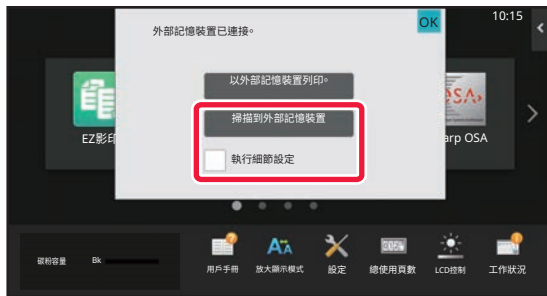 10:15
外部記憶裝置已連接。
OK
以外部記憶裝置列印。
掃描到外部記憶裝置
執行細節設定
EZ影印
arp OSA
碳粉容量
Bk
用戶手冊
放大顯示模式
設定
總使用頁數
LCD控制
工作狀況